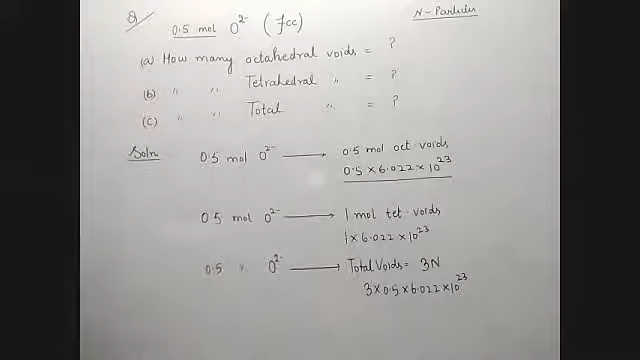 Q/ 0.5 mol O²⁻ (fcc) N-Particles
(a) How many octahedral voids = ?
(b) " " Tetrahedral " = ?
(c) " " Total " = ?
Soln 0.5 mol O²⁻ ⟶ 0.5 mol oct. voids
0.5 × 6.022 × 10²³
0.5 mol O²⁻ ⟶ 1 mol tet. voids
1 × 6.022 × 10²³
0.5 " O²⁻ ⟶ Total Voids = 3N
3 × 0.5 × 6.022 × 10²³